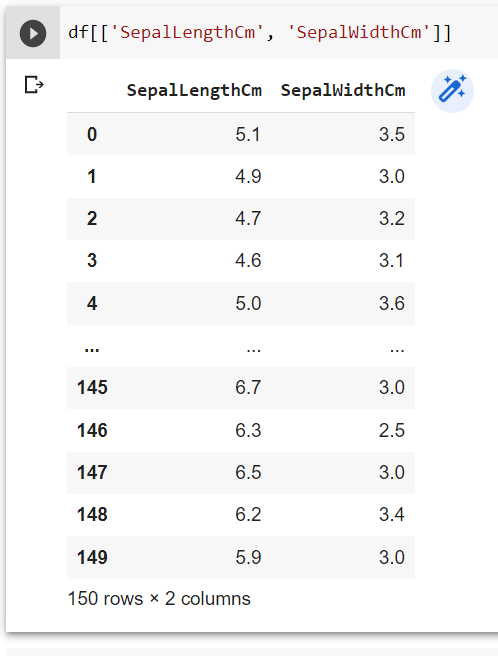 df[['SepalLengthCm', 'SepalWidthCm']]
SepalLengthCm SepalWidthCm
0 5.1 3.5
1 4.9 3.0
2 4.7 3.2
3 4.6 3.1
4 5.0 3.6
... ... ...
145 6.7 3.0
146 6.3 2.5
147 6.5 3.0
148 6.2 3.4
149 5.9 3.0
150 rows × 2 columns